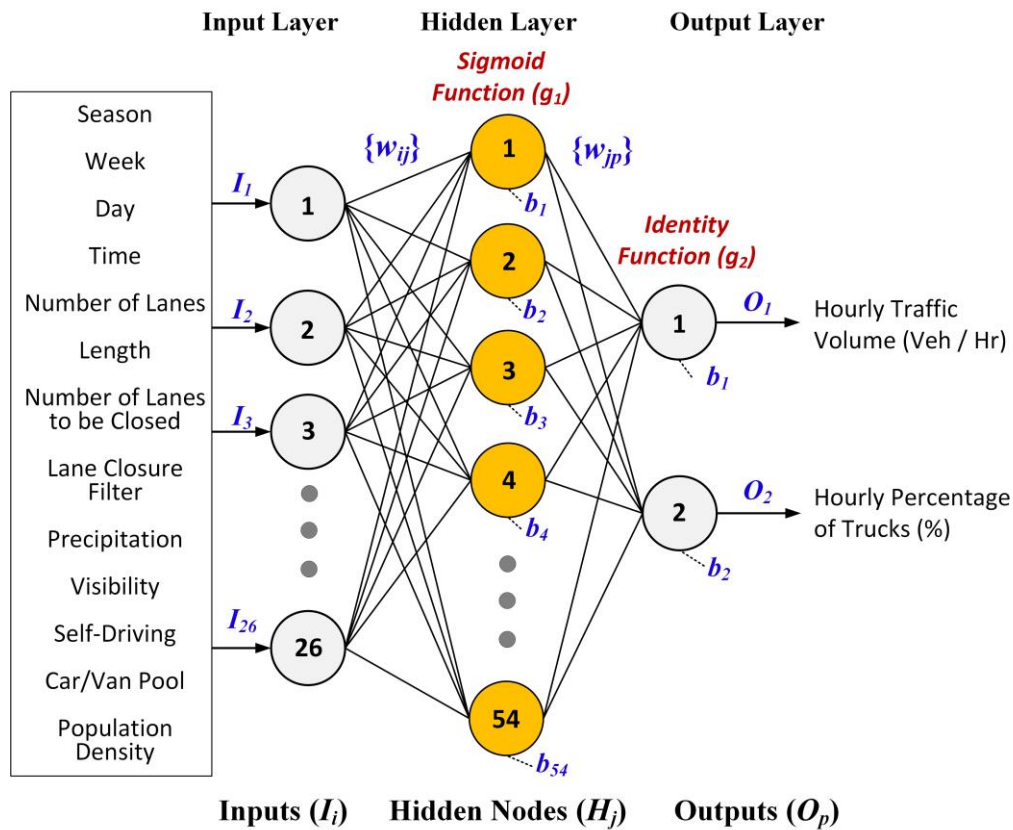 Input Layer
Hidden Layer
Output Layer
Sigmoid
Function (g₁)
Season
Week
Day
Time
Number of Lanes
Length
Number of Lanes
to be Closed
Lane Closure
Filter
Precipitation
Visibility
Self-Driving
Car/Van Pool
Population
Density
I₁
I₂
I₃
I₂₆
1
2
3
26
{wᵢⱼ}
1
b₁
2
b₂
3
b₃
4
b₄
54
b₅₄
{wⱼₚ}
Identity
Function (g₂)
1
b₁
2
b₂
O₁
O₂
Hourly Traffic
Volume (Veh / Hr)
Hourly Percentage
of Trucks (%)
Inputs (Iᵢ)
Hidden Nodes (Hⱼ)
Outputs (Oₚ)